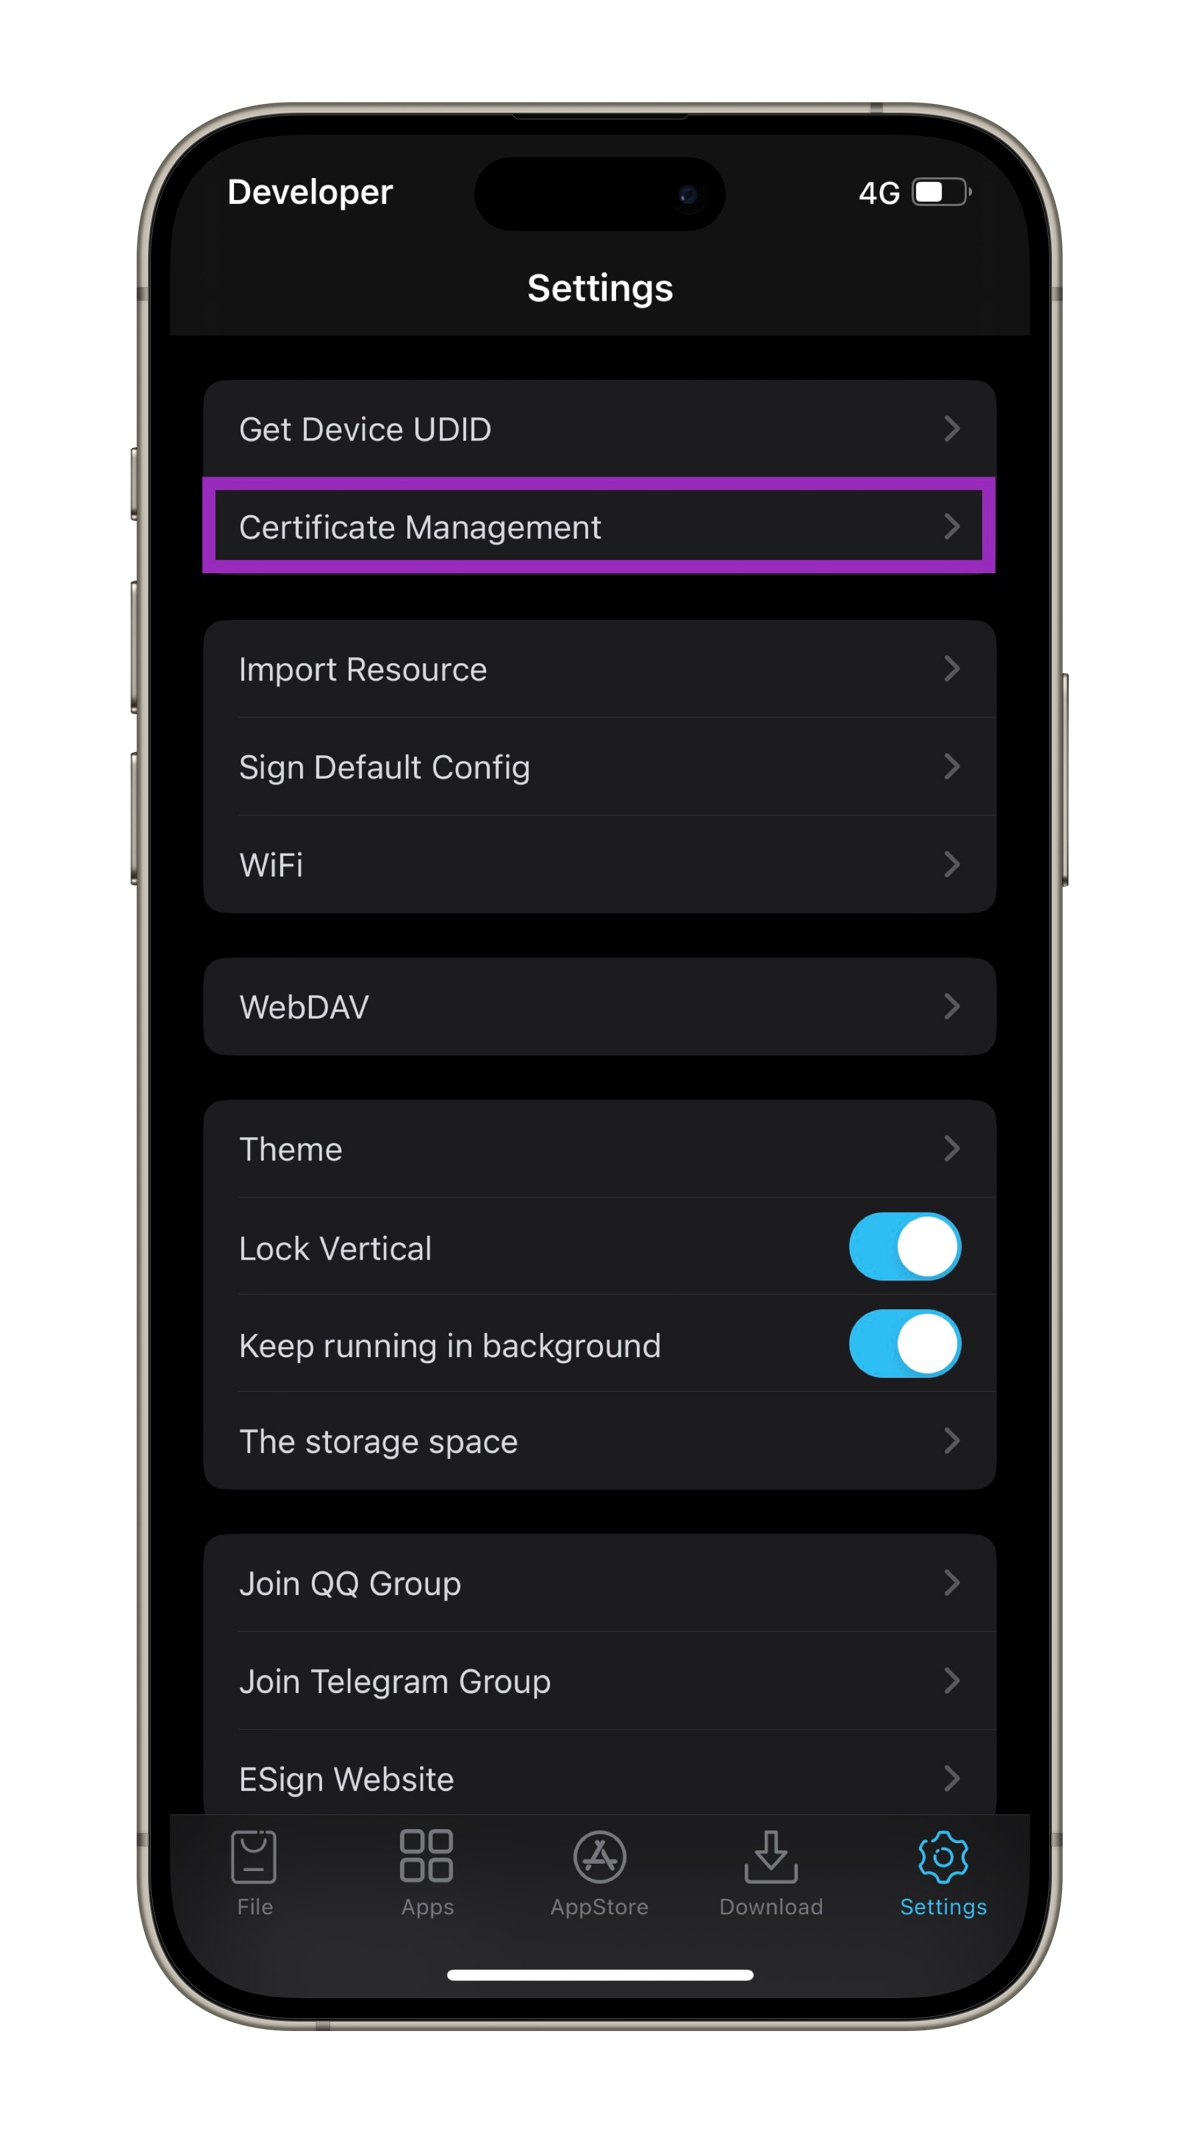 Developer
4G
Settings
Get Device UDID
Certificate Management
Import Resource
Sign Default Config
WiFi
WebDAV
Theme
Lock Vertical
Keep running in background
The storage space
Join QQ Group
Join Telegram Group
ESign Website
File
Apps
AppStore
Download
Settings